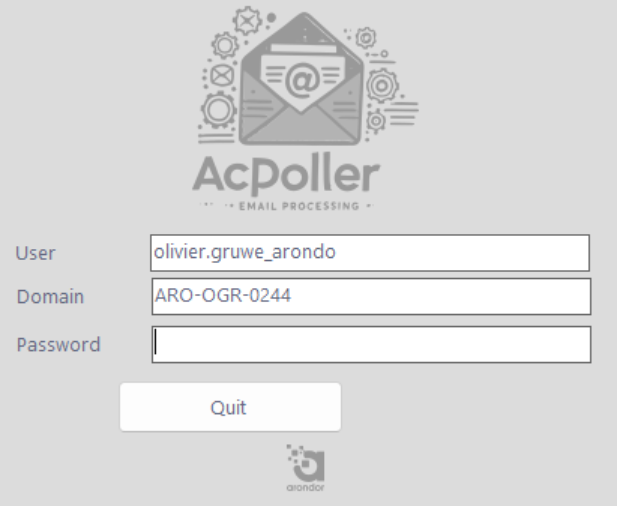 @
AcPoller
EMAIL PROCESSING
User
olivier.gruwe_arondo
Domain
ARO-OGR-0244
Password
Quit
a
arondor